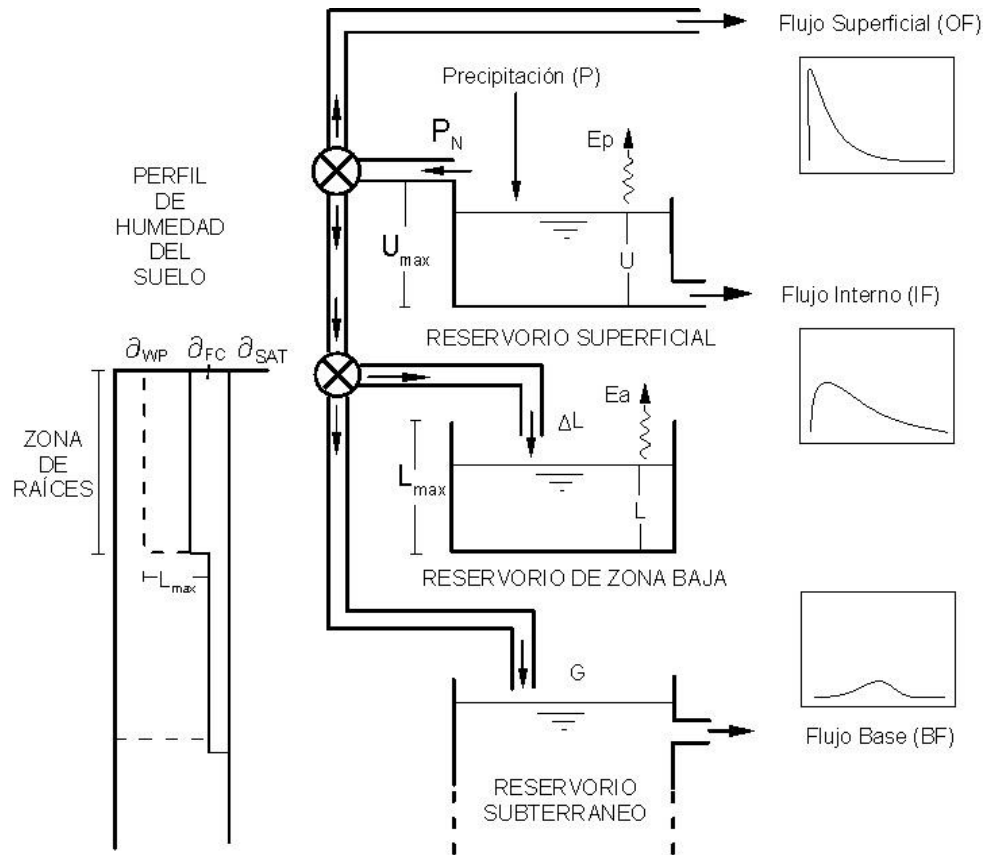 Flujo Superficial (OF)
Precipitación (P)
P_N
Ep
PERFIL
DE
HUMEDAD
DEL
SUELO
U_max
U
Flujo Interno (IF)
RESERVORIO SUPERFICIAL
∂_WP ∂_FC ∂_SAT
Ea
ΔL
ZONA
DE
RAÍCES
L_max
L
RESERVORIO DE ZONA BAJA
L_max
G
Flujo Base (BF)
RESERVORIO
SUBTERRANEO